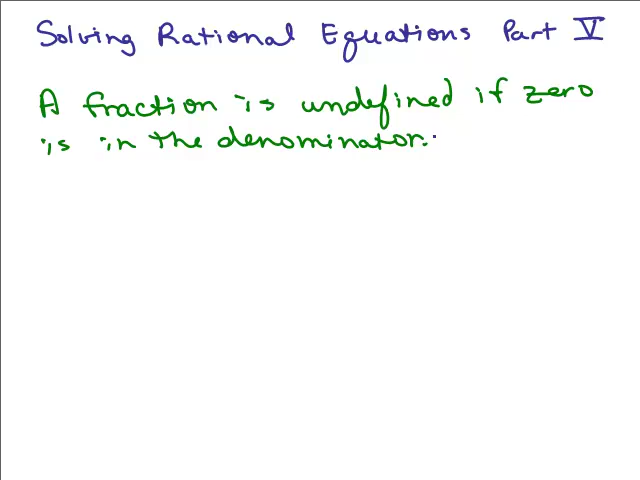 Solving Rational Equations Part V
A fraction is undefined if zero
is in the denominator.